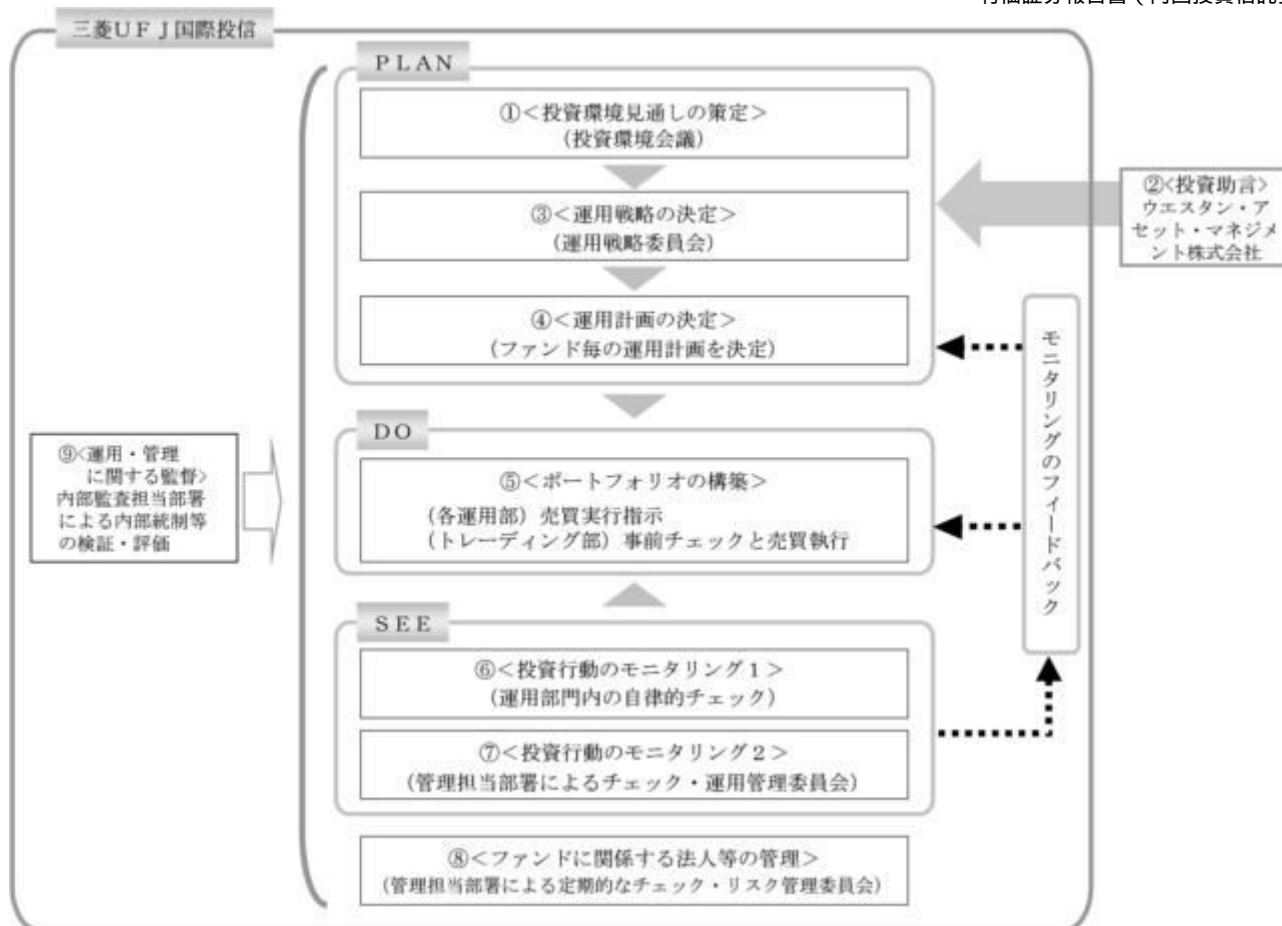 三菱UFJ国際投信
PLAN
①<投資環境見通しの策定>
(投資環境会議)
②<投資助言>
ウエスタン・ア
セット・マネジメ
ント株式会社
③<運用戦略の決定>
(運用戦略委員会)
④<運用計画の決定>
(ファンド毎の運用計画を決定)
モニタリングのフィードバック
DO
⑤<ポートフォリオの構築>
(各運用部)売買実行指示
(トレーディング部)事前チェックと売買執行
⑨<運用・管理
に関する監督>
内部監査担当部署
による内部統制等
の検証・評価
SEE
⑥<投資行動のモニタリング1>
(運用部門内の自律的チェック)
⑦<投資行動のモニタリング2>
(管理担当部署によるチェック・運用管理委員会)
⑧<ファンドに関係する法人等の管理>
(管理担当部署による定期的なチェック・リスク管理委員会)